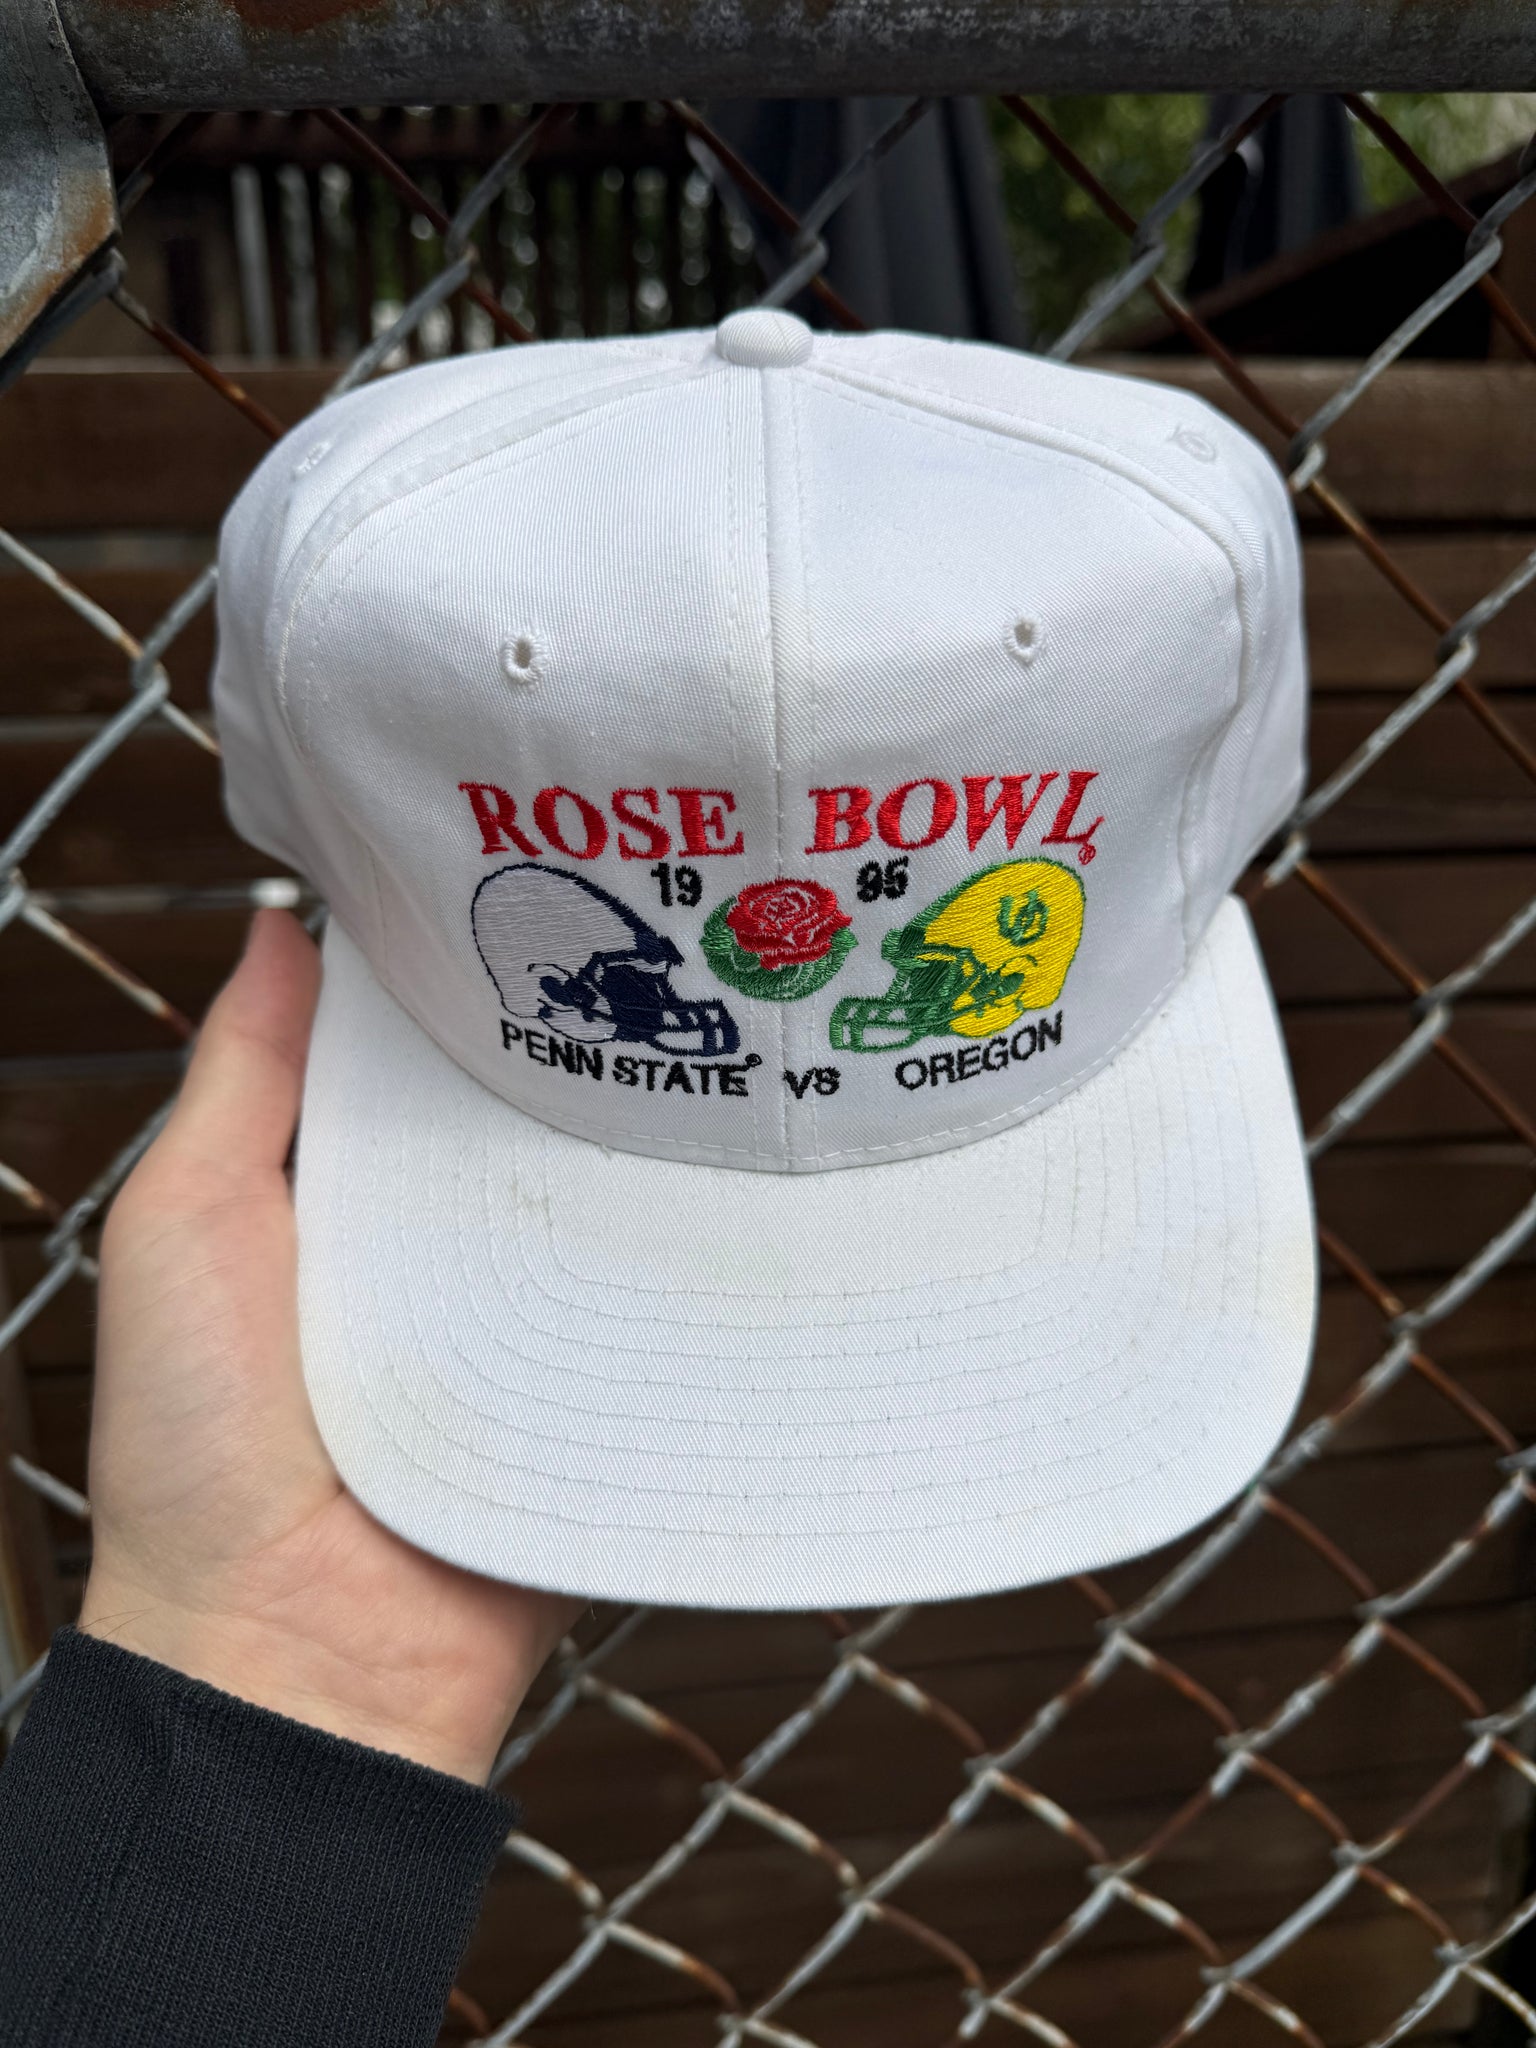 ROSE BOWL®
19 95
PENN STATE® VS OREGON